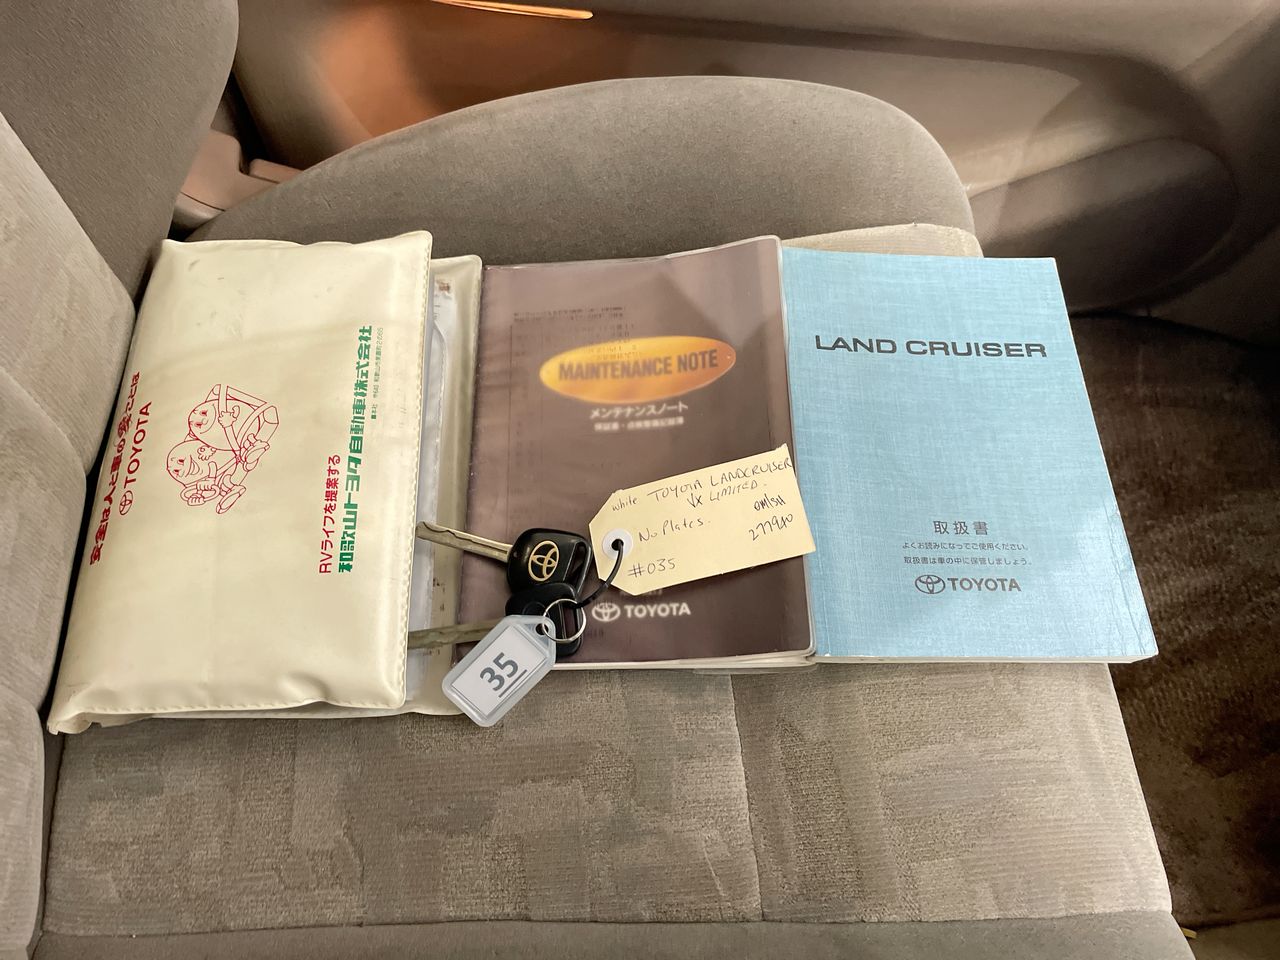 安全は人と車の愛ことば
TOYOTA
RVライフを提案する
和歌山トヨタ自動車株式会社
MAINTENANCE NOTE
メンテナンスノート
TOYOTA
white TOYOTA LANDCRUISER
VX LIMITED.
No Plates.
#035
277940
35
LAND CRUISER
取扱書
よくお読みになってご使用ください。
取扱書は車の中に保管しましょう。
TOYOTA